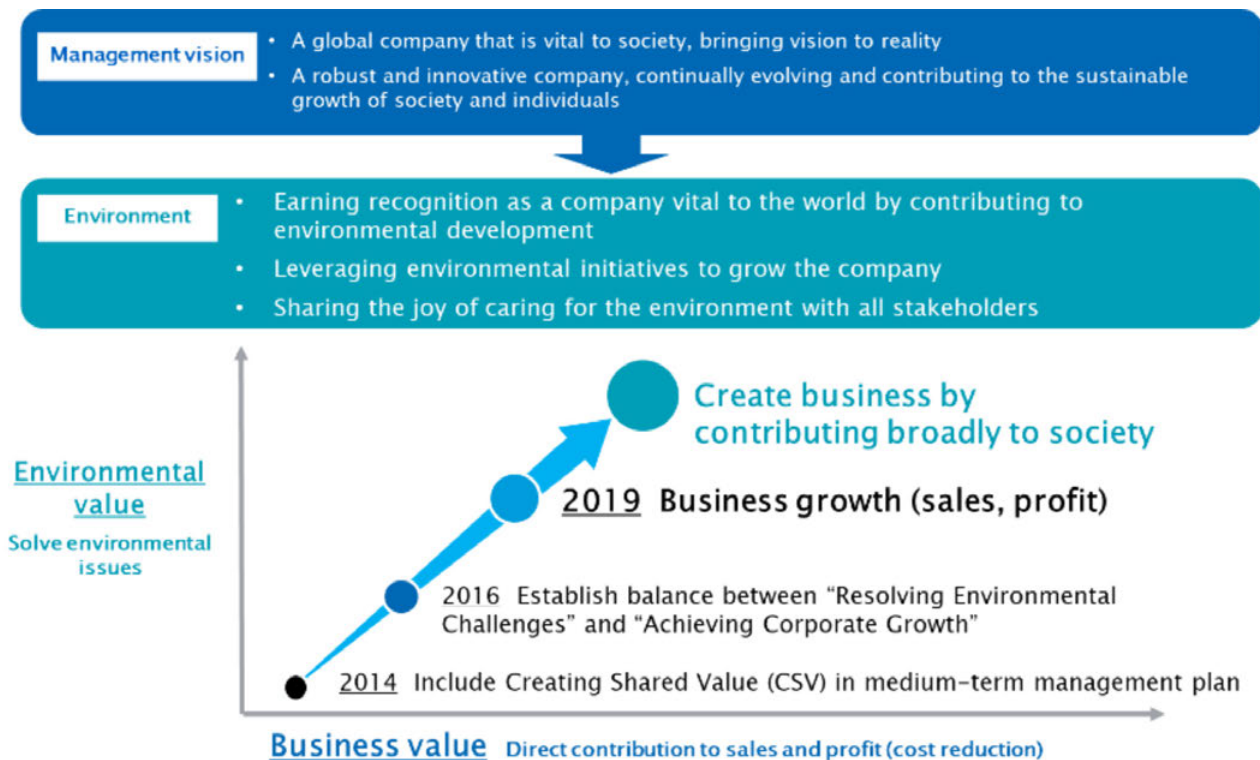 Management vision
• A global company that is vital to society, bringing vision to reality
• A robust and innovative company, continually evolving and contributing to the sustainable
growth of society and individuals
Environment
• Earning recognition as a company vital to the world by contributing to
environmental development
• Leveraging environmental initiatives to grow the company
• Sharing the joy of caring for the environment with all stakeholders
Create business by
contributing broadly to society
Environmental
value
Solve environmental
issues
2019 Business growth (sales, profit)
2016 Establish balance between “Resolving Environmental
Challenges” and “Achieving Corporate Growth”
2014 Include Creating Shared Value (CSV) in medium-term management plan
Business value Direct contribution to sales and profit (cost reduction)